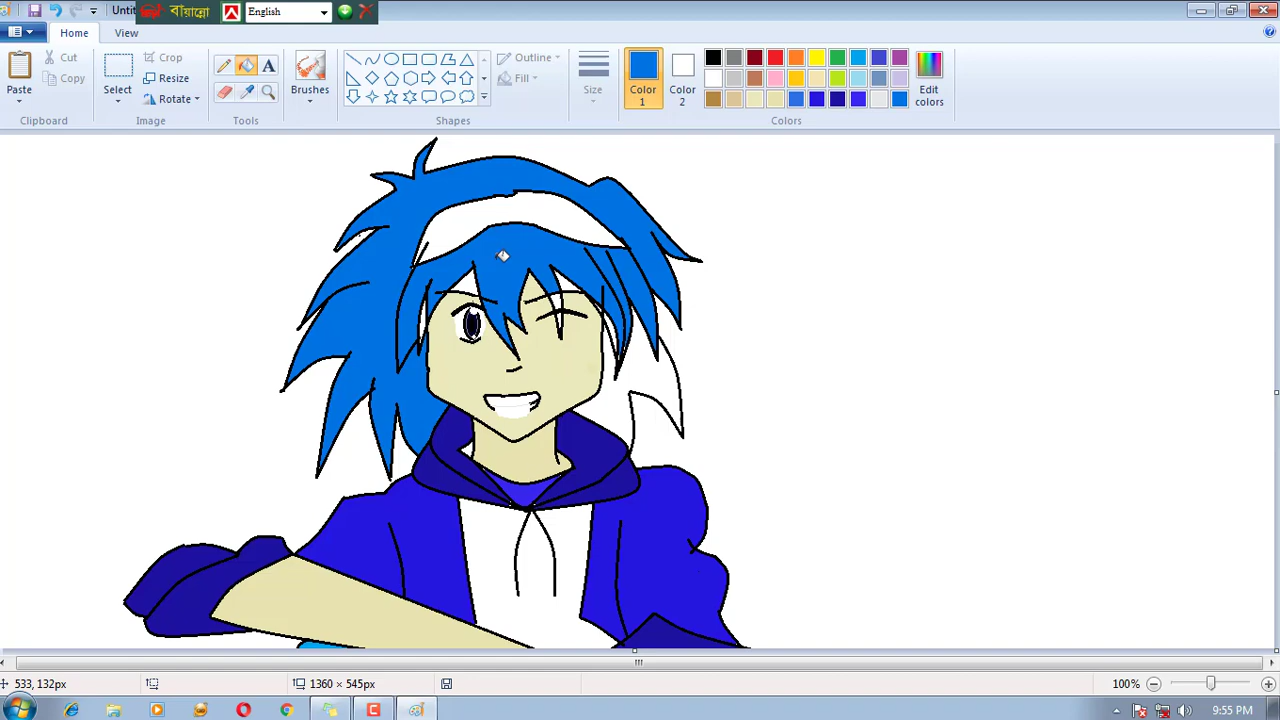 Untit
বায়ান্নো
English
Home
View
Paste
Cut
Copy
Clipboard
Select
Crop
Resize
Rotate
Image
Tools
Brushes
Shapes
Outline
Fill
Size
Color 1
Color 2
Edit colors
Colors
533, 132px
1360 × 545px
100%
9:55 PM